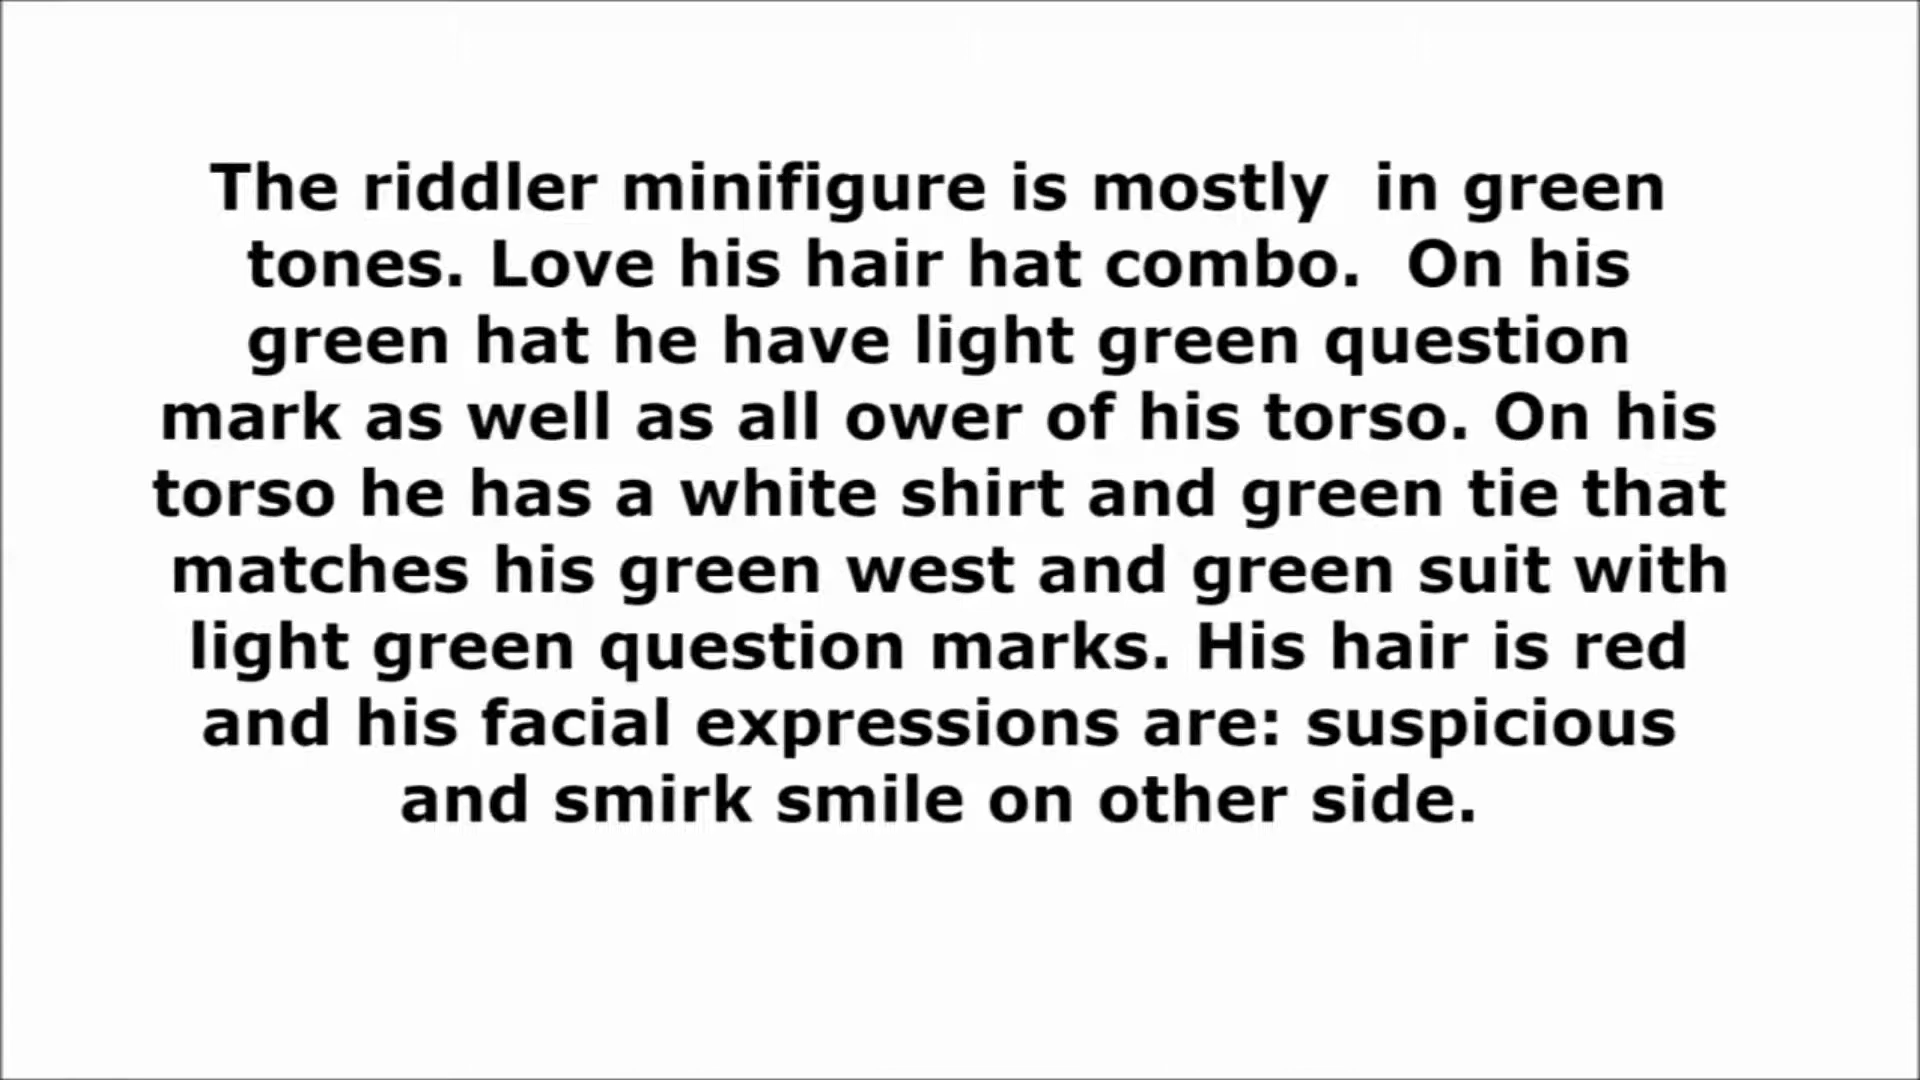 The riddler minifigure is mostly  in green
tones. Love his hair hat combo.  On his
green hat he have light green question
mark as well as all ower of his torso. On his
torso he has a white shirt and green tie that
matches his green west and green suit with
light green question marks. His hair is red
and his facial expressions are: suspicious
and smirk smile on other side.